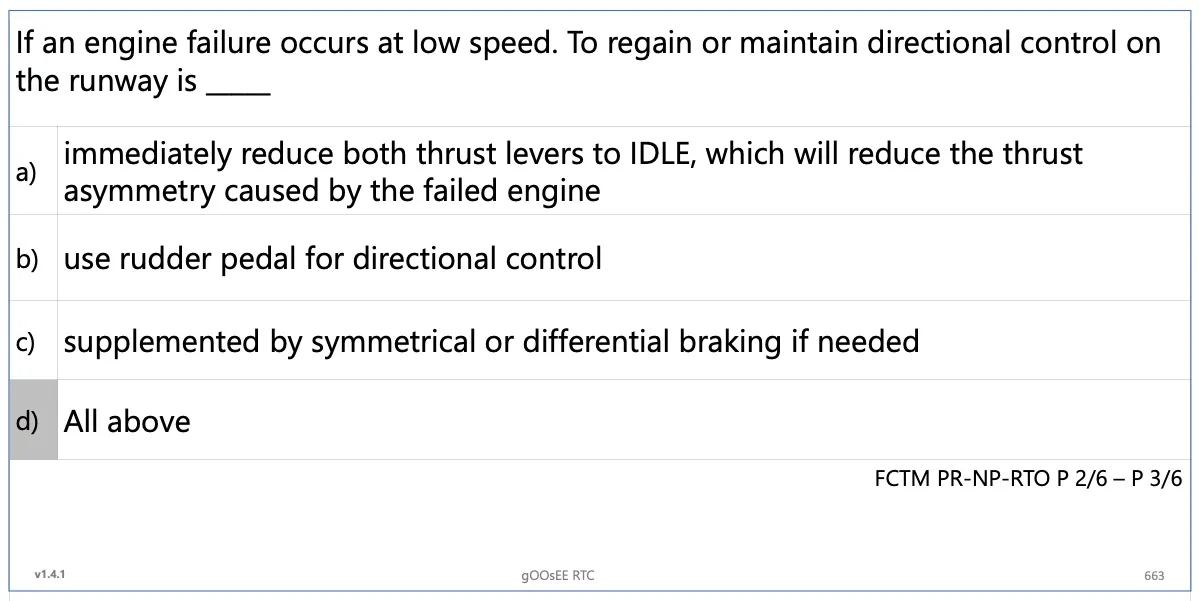 If an engine failure occurs at low speed. To regain or maintain directional control on
the runway is _____
a) immediately reduce both thrust levers to IDLE, which will reduce the thrust
asymmetry caused by the failed engine
b) use rudder pedal for directional control
c) supplemented by symmetrical or differential braking if needed
d) All above
FCTM PR-NP-RTO P 2/6 – P 3/6
v1.4.1 gOOsEE RTC 663